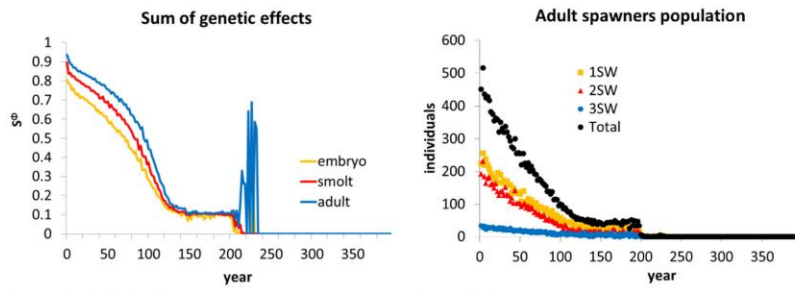 Sum of genetic effects
1
0.9
0.8
0.7
0.6
0.5
0.4
0.3
0.2
0.1
0
SΦ
embryo
smolt
adult
0 50 100 150 200 250 300 350
year
Adult spawners population
600
500
400
300
200
100
0
individuals
1SW
2SW
3SW
Total
0 50 100 150 200 250 300 350
year